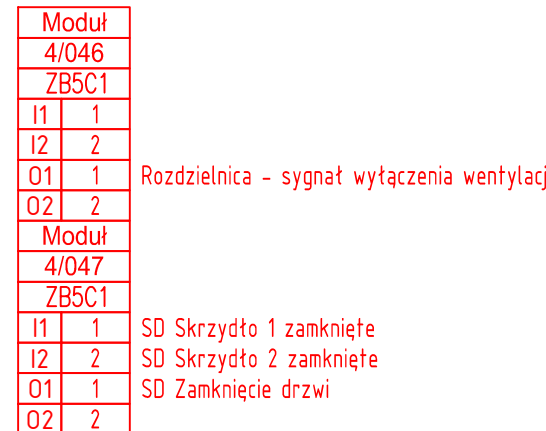 Moduł
4/046
ZB5C1
I1 1
I2 2
O1 1 Rozdzielnica - sygnał wyłączenia wentylacj
O2 2
Moduł
4/047
ZB5C1
I1 1 SD Skrzydło 1 zamknięte
I2 2 SD Skrzydło 2 zamknięte
O1 1 SD Zamknięcie drzwi
O2 2